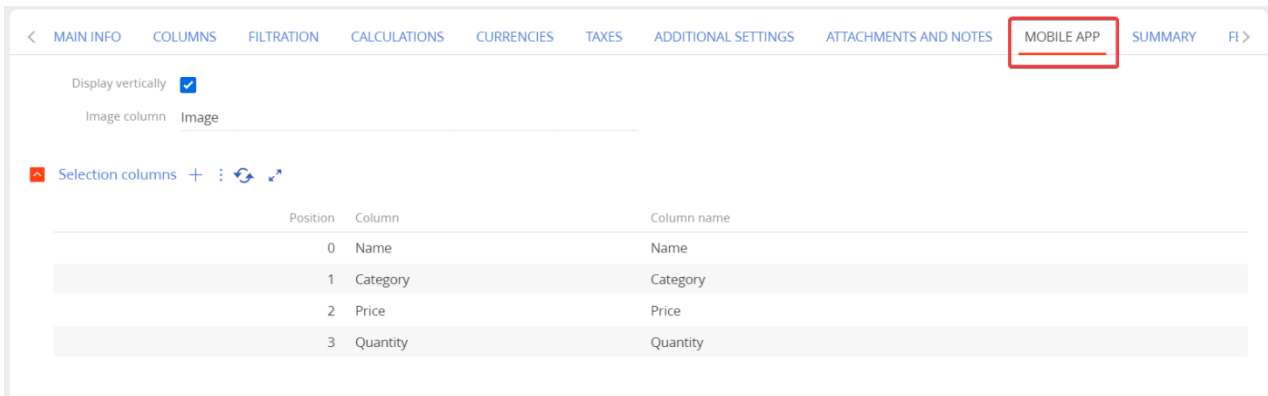 MAIN INFO COLUMNS FILTRATION CALCULATIONS CURRENCIES TAXES ADDITIONAL SETTINGS ATTACHMENTS AND NOTES MOBILE APP SUMMARY
Display vertically
Image column Image
Selection columns
Position Column Column name
0 Name Name
1 Category Category
2 Price Price
3 Quantity Quantity